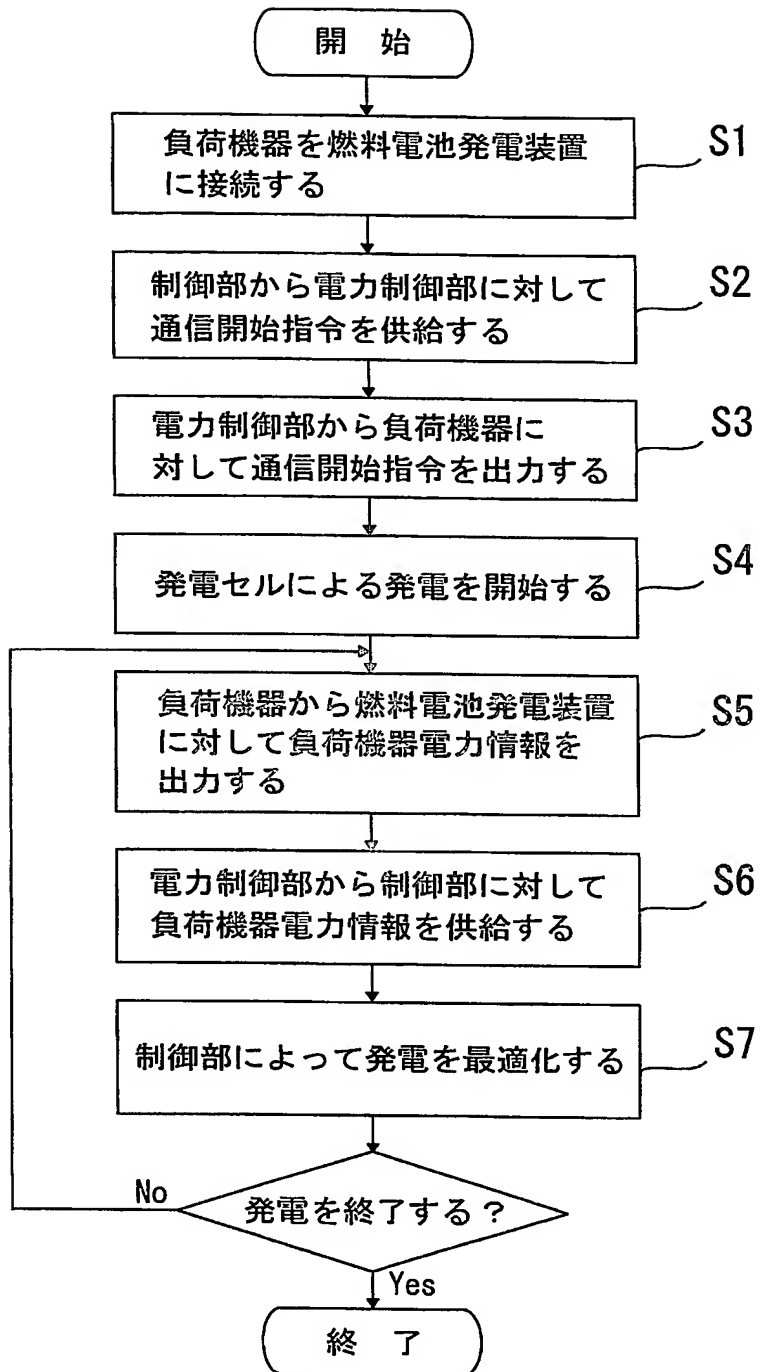 開 始
負荷機器を燃料電池発電装置
に接続する
S1
制御部から電力制御部に対して
通信開始指令を供給する
S2
電力制御部から負荷機器に
対して通信開始指令を出力する
S3
発電セルによる発電を開始する
S4
負荷機器から燃料電池発電装置
に対して負荷機器電力情報を
出力する
S5
電力制御部から制御部に対して
負荷機器電力情報を供給する
S6
制御部によって発電を最適化する
S7
発電を終了する？
No
Yes
終 了